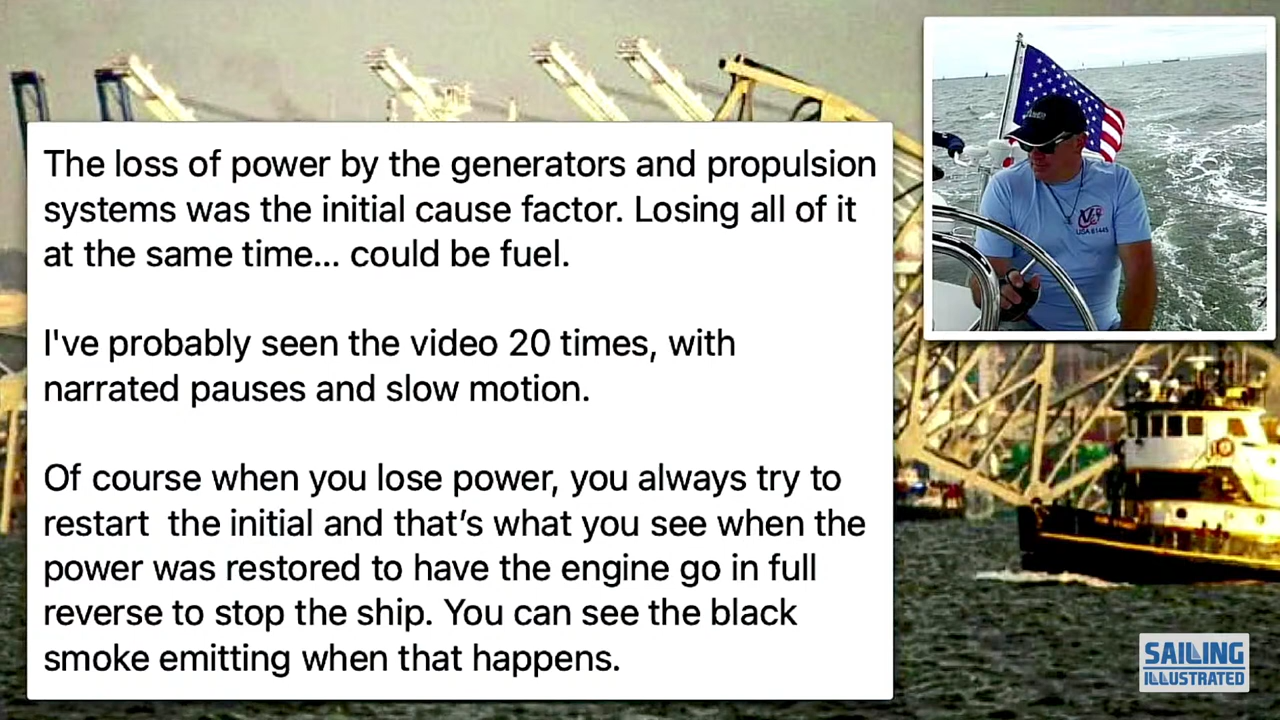 The loss of power by the generators and propulsion
systems was the initial cause factor. Losing all of it
at the same time... could be fuel.
I've probably seen the video 20 times, with
narrated pauses and slow motion.
Of course when you lose power, you always try to
restart  the initial and that’s what you see when the
power was restored to have the engine go in full
reverse to stop the ship. You can see the black
smoke emitting when that happens.
USA 61445
SAILING
ILLUSTRATED